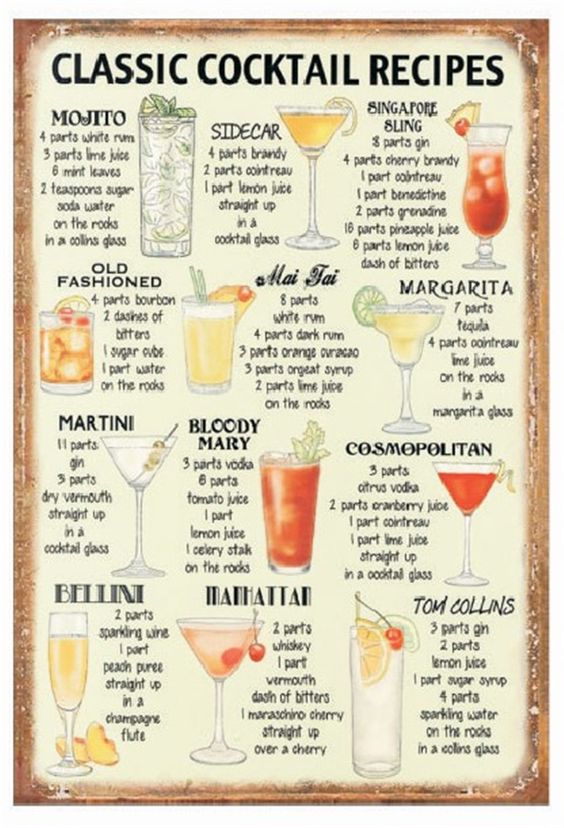 CLASSIC COCKTAIL RECIPES
MOJITO
4 parts white rum
3 parts lime juice
6 mint leaves
2 teaspoons sugar
soda water
on the rocks
in a collins glass
SIDECAR
4 parts brandy
2 parts cointreau
1 part lemon juice
straight up
in a
cocktail glass
SINGAPORE
SLING
8 parts gin
4 parts cherry brandy
1 part cointreau
1 part benedictine
2 parts grenadine
16 parts pineapple juice
6 parts lemon juice
dash of bitters
OLD
FASHIONED
4 parts bourbon
2 dashes of
bitters
1 sugar cube
1 part water
on the rocks
Mai Tai
8 parts
white rum
4 parts dark rum
3 parts orange curacao
3 parts orgeat syrup
2 parts lime juice
on the rocks
MARGARITA
7 parts
tequila
4 parts cointreau
lime juice
on the rocks
in a
margarita glass
MARTINI
11 parts
gin
3 parts
dry vermouth
straight up
in a
cocktail glass
BLOODY
MARY
3 parts vodka
6 parts
tomato juice
1 part
lemon juice
1 celery stalk
on the rocks
COSMOPOLITAN
3 parts
citrus vodka
2 parts cranberry juice
1 part cointreau
1 part lime juice
straight up
in a cocktail glass
BELLINI
2 parts
sparkling wine
1 part
peach puree
straight up
in a
champagne
flute
MANHATTAN
2 parts
whiskey
1 part
vermouth
dash of bitters
1 maraschino cherry
straight up
over a cherry
TOM COLLINS
3 parts gin
2 parts
lemon juice
1 part sugar syrup
4 parts
sparkling water
on the rocks
in a collins glass